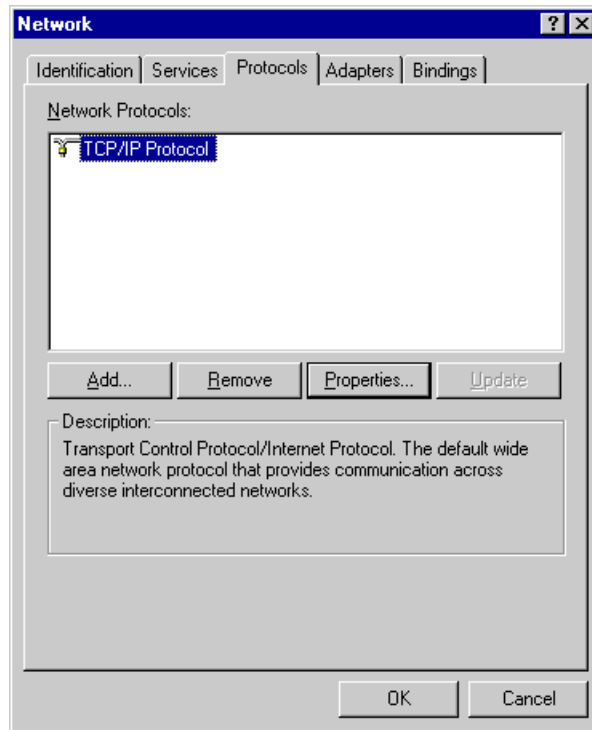 Network
Identification Services Protocols Adapters Bindings
Network Protocols:
TCP/IP Protocol
Add... Remove Properties... Update
Description:
Transport Control Protocol/Internet Protocol. The default wide
area network protocol that provides communication across
diverse interconnected networks.
OK Cancel